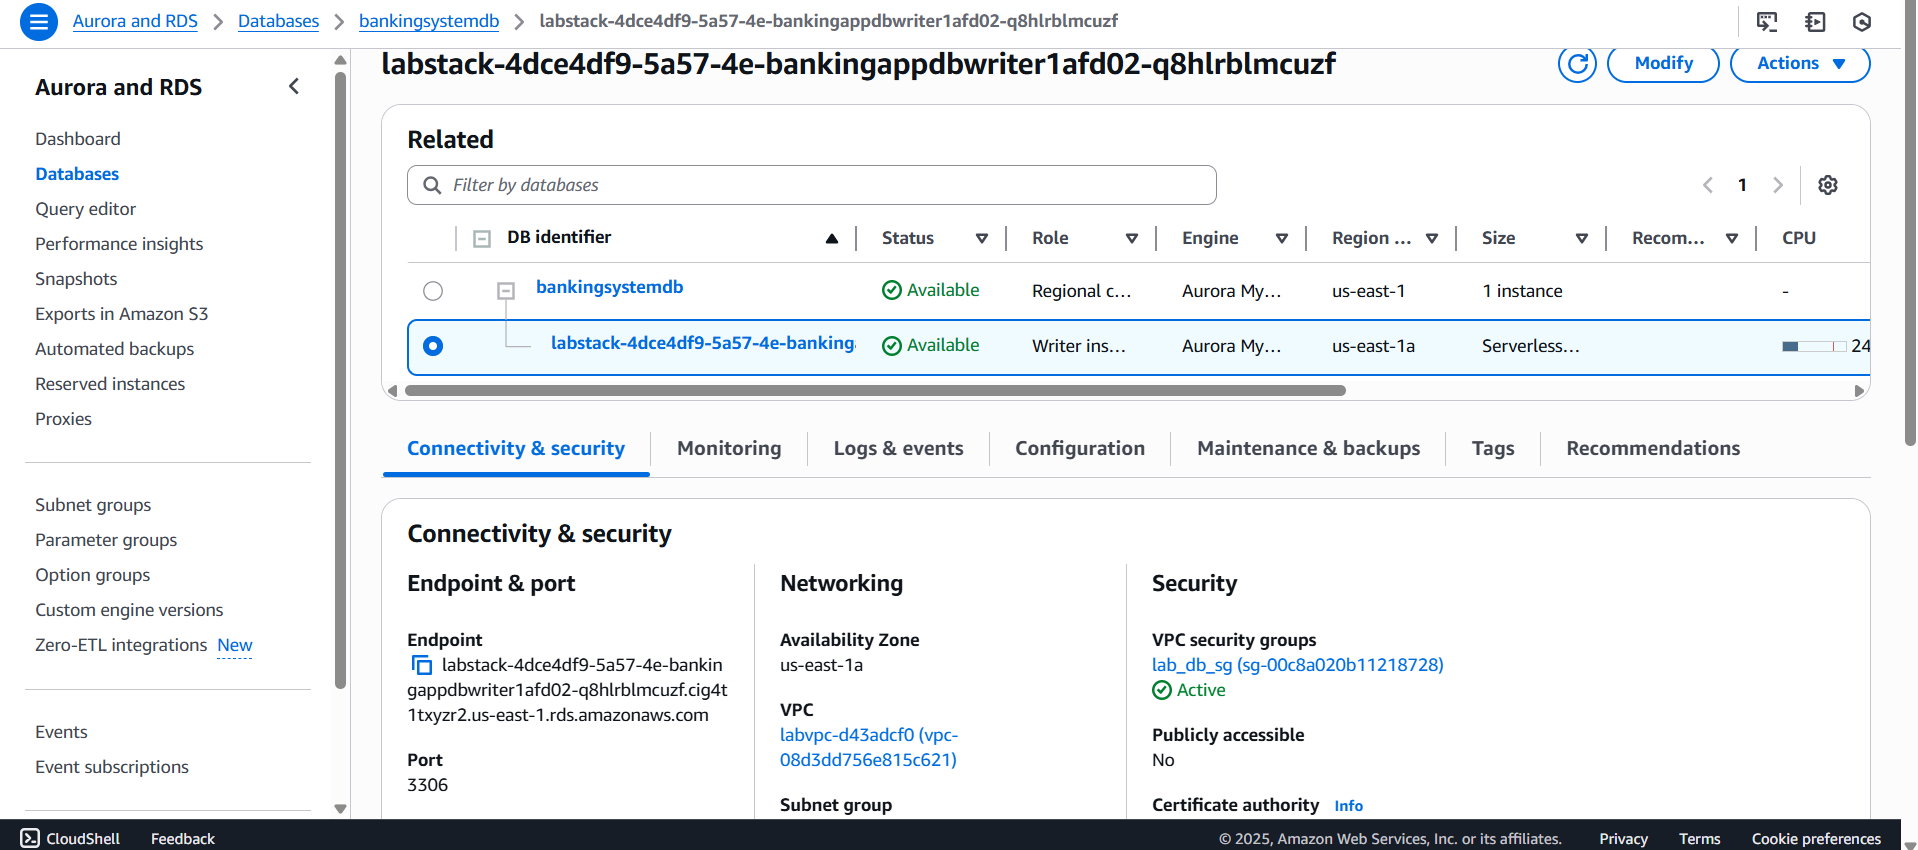 Aurora and RDS > Databases > bankingsystemdb > labstack-4dce4df9-5a57-4e-bankingappdbwriter1afd02-q8hlrblmcuzf
Aurora and RDS
Dashboard
Databases
Query editor
Performance insights
Snapshots
Exports in Amazon S3
Automated backups
Reserved instances
Proxies
Subnet groups
Parameter groups
Option groups
Custom engine versions
Zero-ETL integrations New
Events
Event subscriptions
labstack-4dce4df9-5a57-4e-bankingappdbwriter1afd02-q8hlrblmcuzf
Modify
Actions
Related
Filter by databases
1
DB identifier Status Role Engine Region ... Size Recom... CPU
bankingsystemdb Available Regional c... Aurora My... us-east-1 1 instance -
labstack-4dce4df9-5a57-4e-banking Available Writer ins... Aurora My... us-east-1a Serverless... 24
Connectivity & security Monitoring Logs & events Configuration Maintenance & backups Tags Recommendations
Connectivity & security
Endpoint & port
Endpoint
labstack-4dce4df9-5a57-4e-bankin
gappdbwriter1afd02-q8hlrblmcuzf.cig4t
1txyzr2.us-east-1.rds.amazonaws.com
Port
3306
Networking
Availability Zone
us-east-1a
VPC
labvpc-d43adcf0 (vpc-
08d3dd756e815c621)
Subnet group
Security
VPC security groups
lab_db_sg (sg-00c8a020b11218728)
Active
Publicly accessible
No
Certificate authority Info
CloudShell Feedback © 2025, Amazon Web Services, Inc. or its affiliates. Privacy Terms Cookie preferences